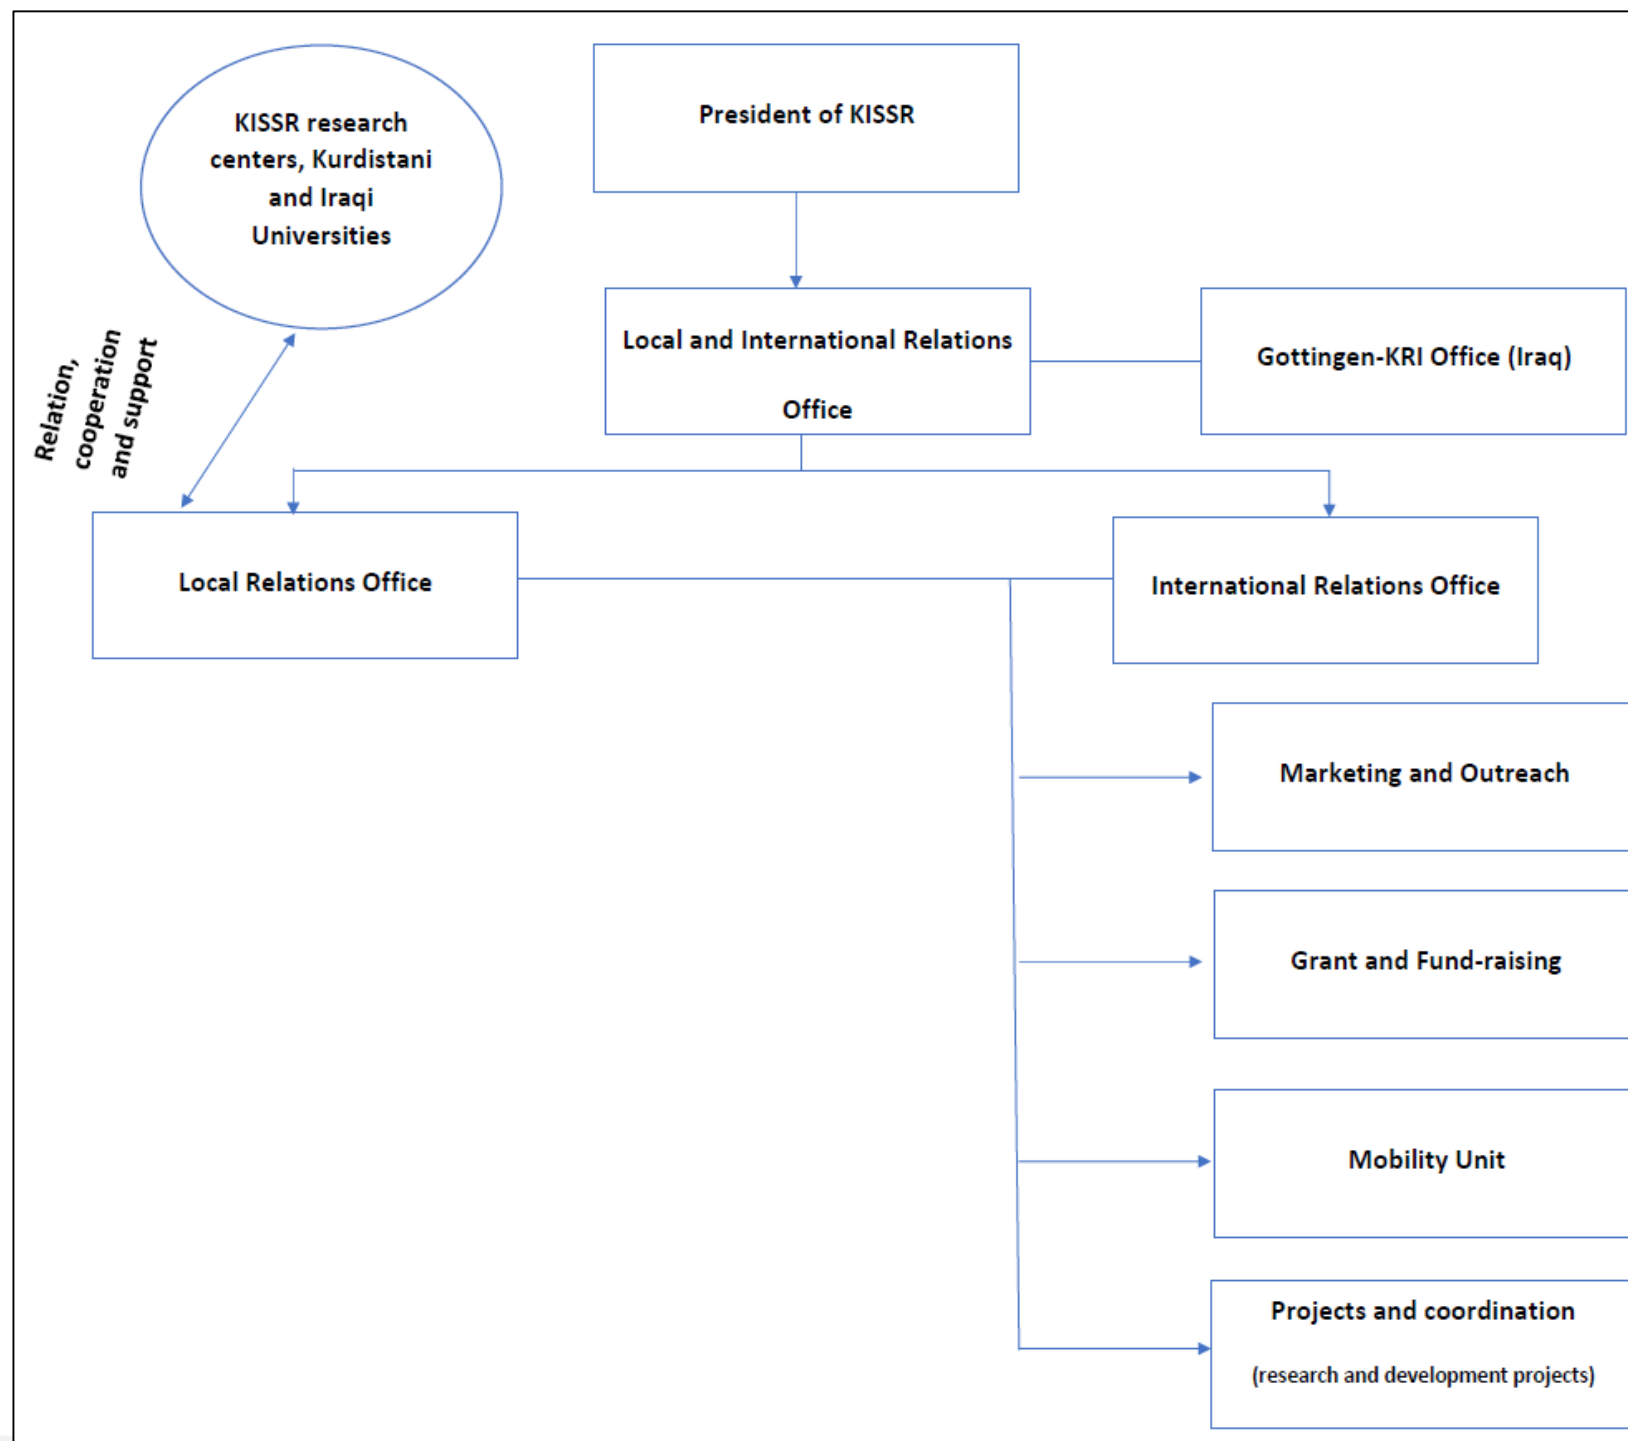 KISSR research
centers, Kurdistani
and Iraqi
Universities
President of KISSR
Local and International Relations
Office
Gottingen-KRI Office (Iraq)
Relation,
cooperation
and support
Local Relations Office
International Relations Office
Marketing and Outreach
Grant and Fund-raising
Mobility Unit
Projects and coordination
(research and development projects)